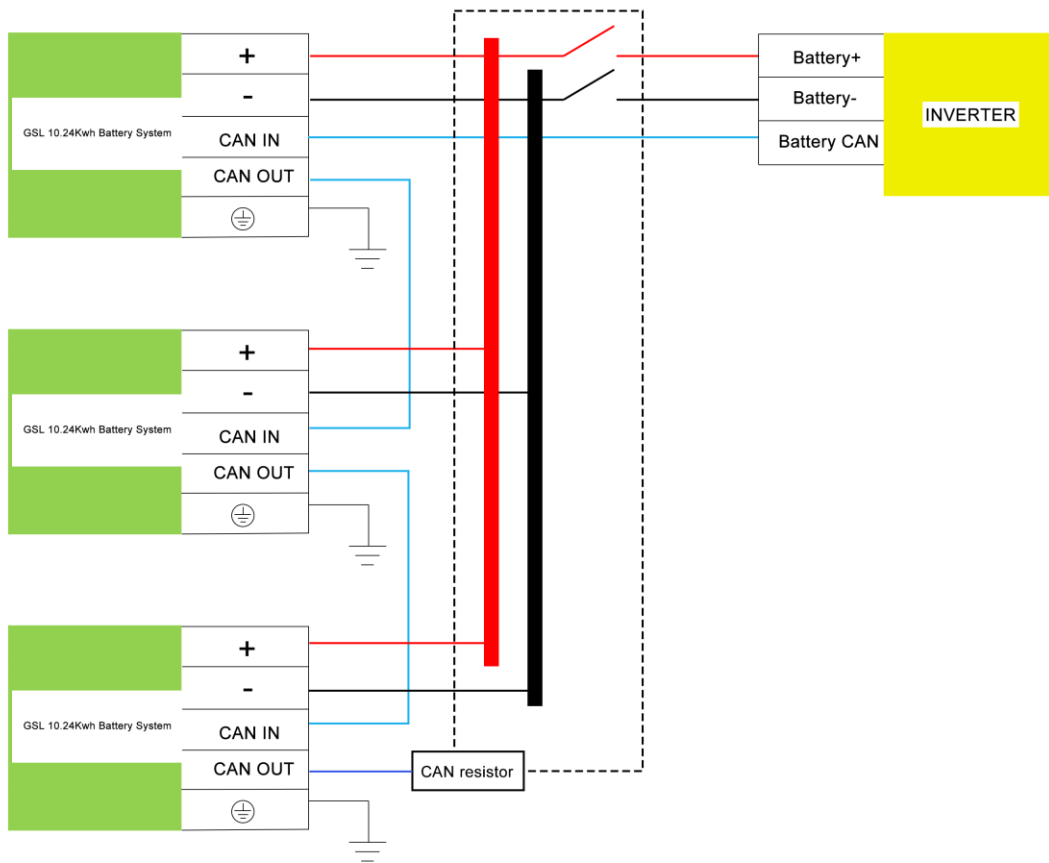 +
-
CAN IN
CAN OUT
GSL 10.24Kwh Battery System
Battery+
Battery-
Battery CAN
INVERTER
+
-
CAN IN
CAN OUT
GSL 10.24Kwh Battery System
+
-
CAN IN
CAN OUT
GSL 10.24Kwh Battery System
CAN resistor